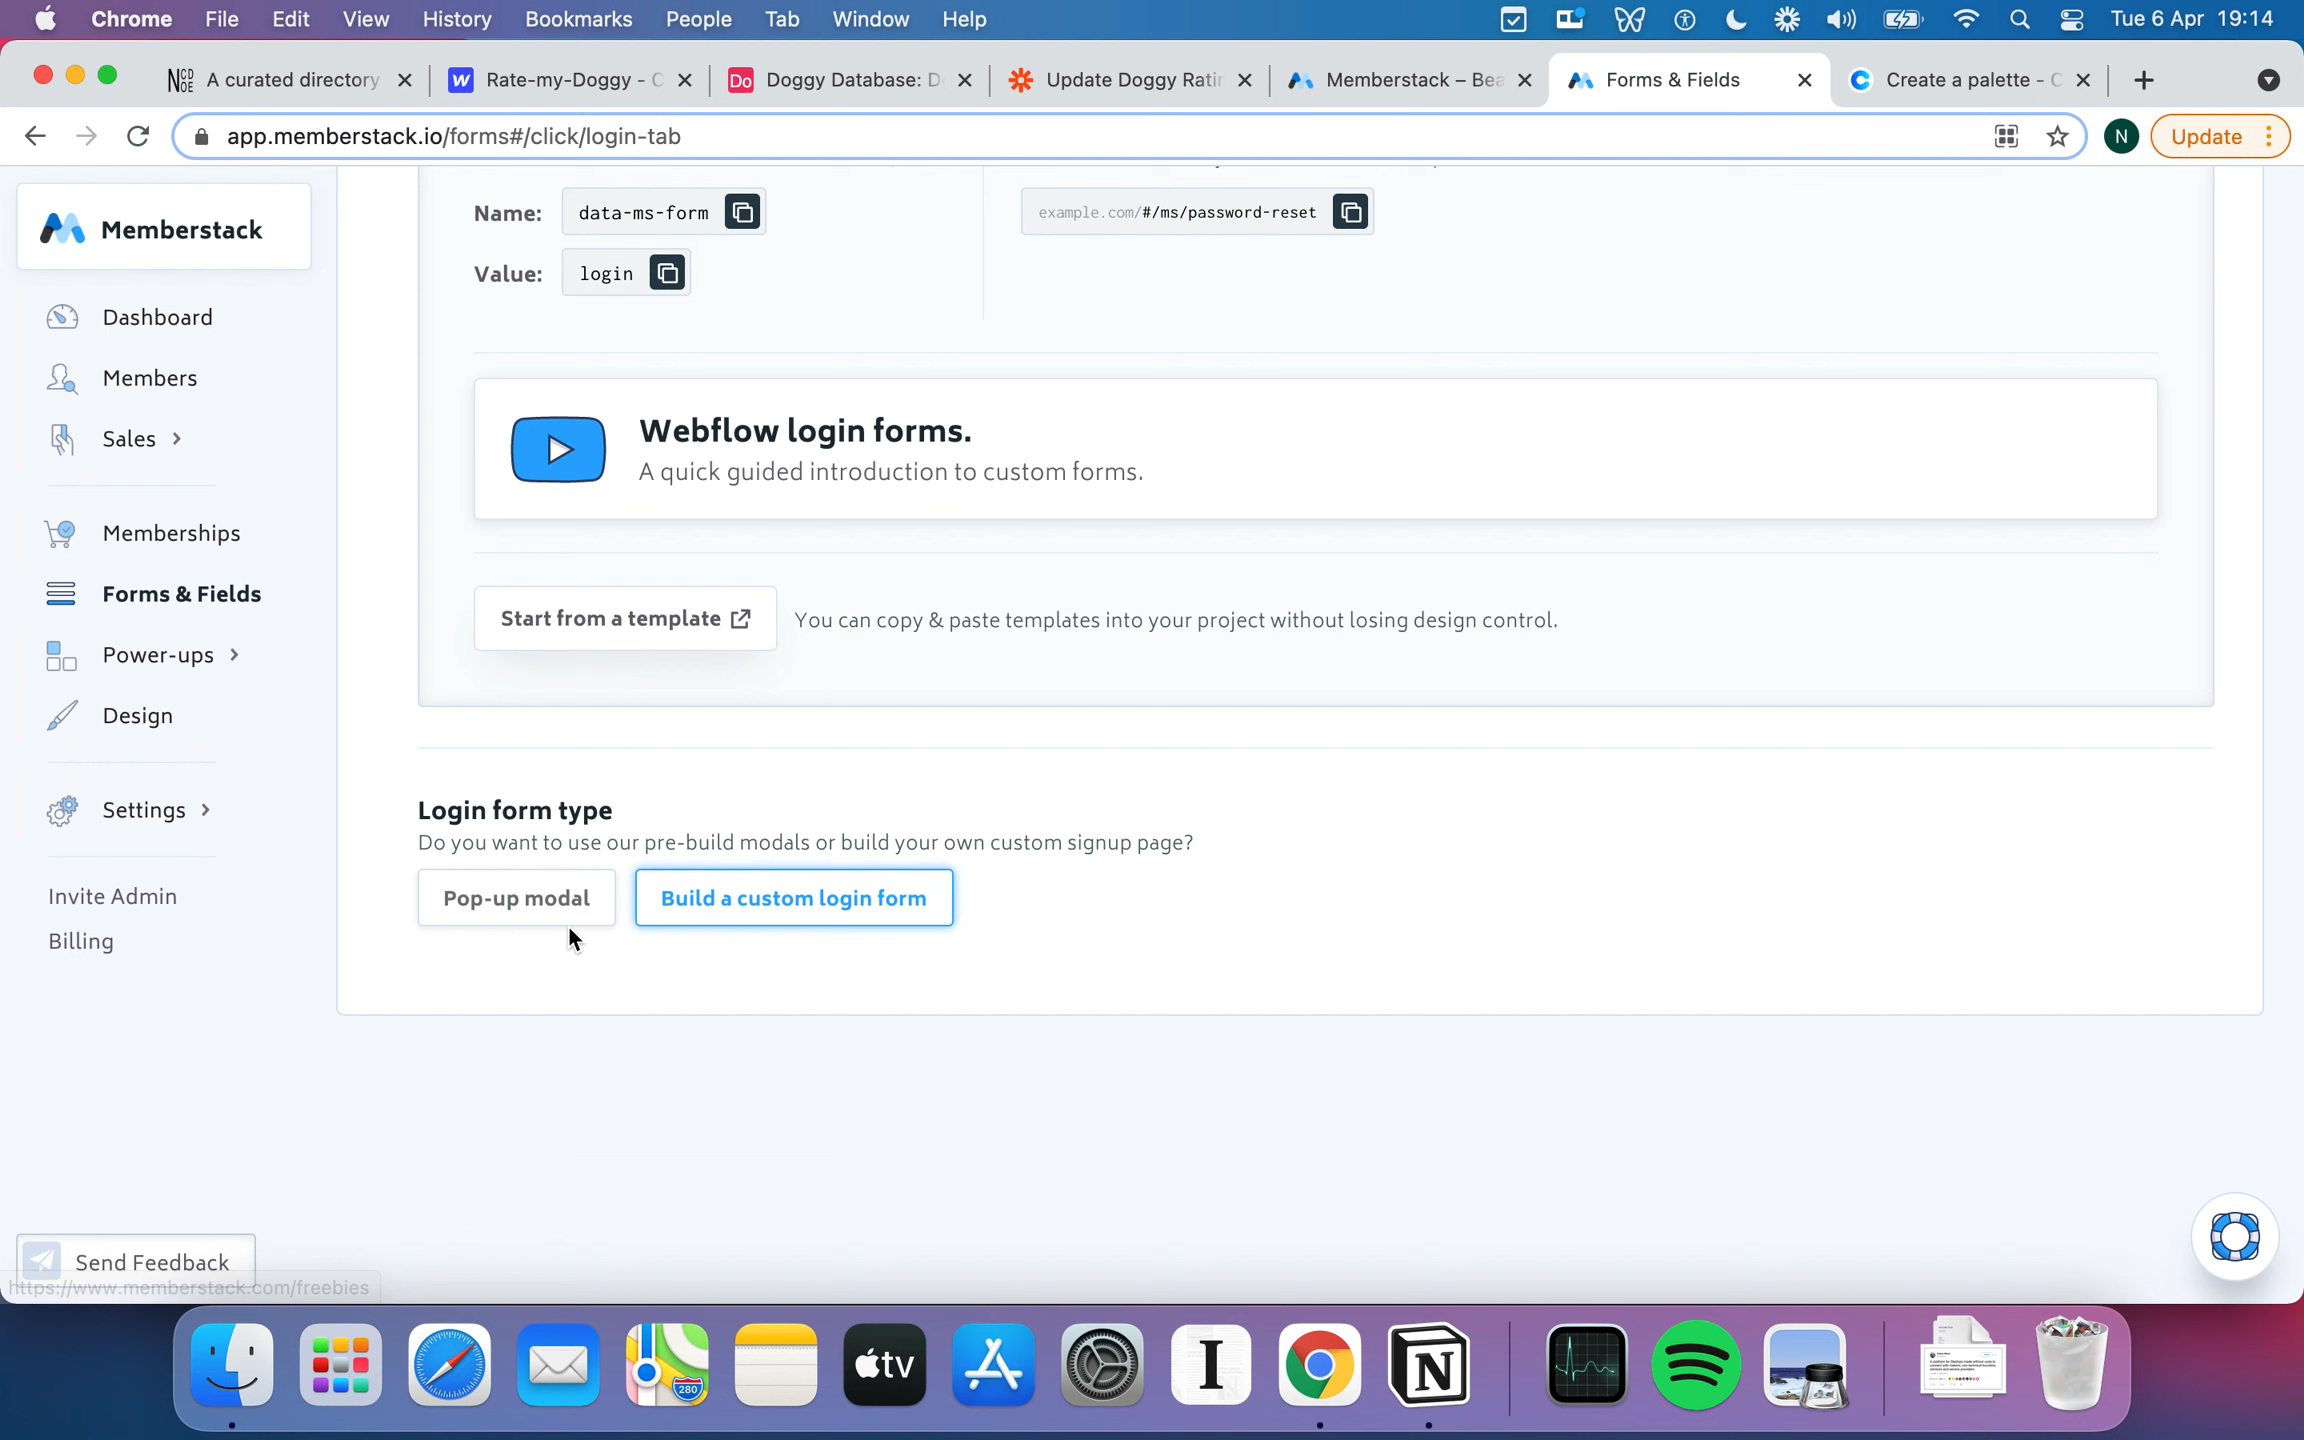 Chrome File Edit View History Bookmarks People Tab Window Help Tue 6 Apr 19:14
A curated directory Rate-my-Doggy - C Doggy Database: D Update Doggy Ratin Memberstack – Bea Forms & Fields Create a palette - C
app.memberstack.io/forms#/click/login-tab N Update
Memberstack
Dashboard
Members
Sales
Memberships
Forms & Fields
Power-ups
Design
Settings
Invite Admin
Billing
Send Feedback
https://www.memberstack.com/freebies
Name: data-ms-form
Value: login
example.com/#/ms/password-reset
Webflow login forms.
A quick guided introduction to custom forms.
Start from a template You can copy & paste templates into your project without losing design control.
Login form type
Do you want to use our pre-build modals or build your own custom signup page?
Pop-up modal Build a custom login form
tv
280
I
N